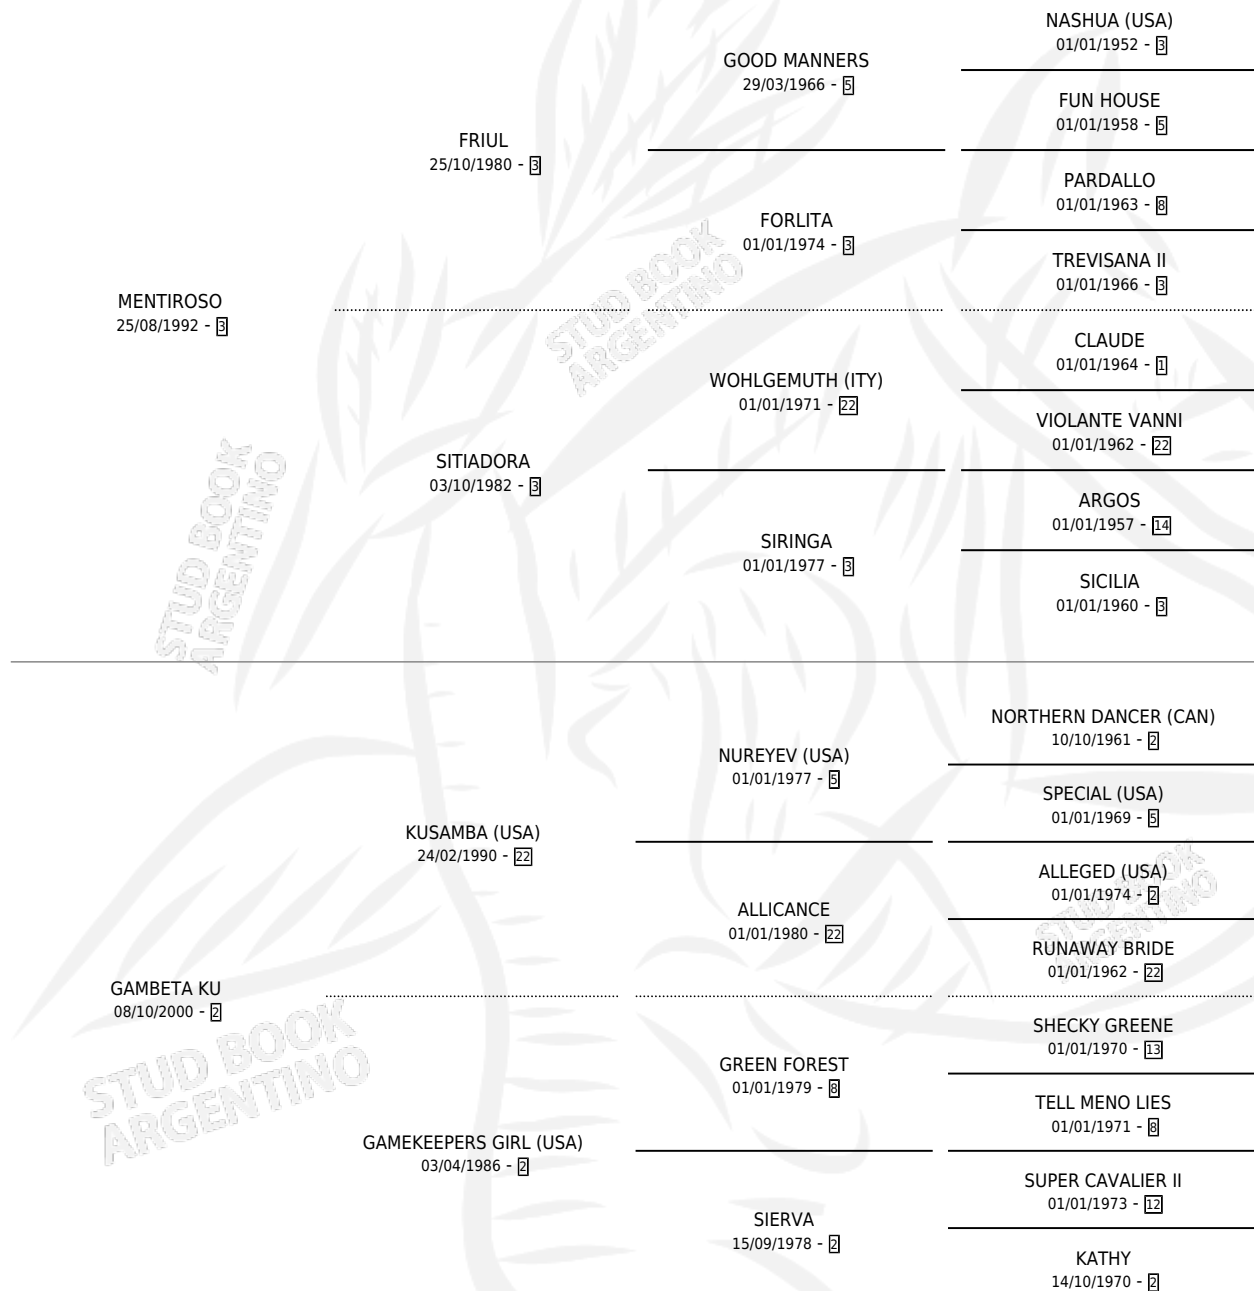 NASHUA (USA)
01/01/1952 - 3
GOOD MANNERS
29/03/1966 - 5
FUN HOUSE
01/01/1958 - 5
FRIUL
25/10/1980 - 3
PARDALLO
01/01/1963 - 8
FORLITA
01/01/1974 - 3
TREVISANA II
01/01/1966 - 3
MENTIROSO
25/08/1992 - 3
CLAUDE
01/01/1964 - 1
WOHLGEMUTH (ITY)
01/01/1971 - 22
VIOLANTE VANNI
01/01/1962 - 22
SITIADORA
03/10/1982 - 3
ARGOS
01/01/1957 - 14
SIRINGA
01/01/1977 - 3
SICILIA
01/01/1960 - 3
NORTHERN DANCER (CAN)
10/10/1961 - 2
NUREYEV (USA)
01/01/1977 - 5
SPECIAL (USA)
01/01/1969 - 5
KUSAMBA (USA)
24/02/1990 - 22
ALLEGED (USA)
01/01/1974 - 2
ALLICANCE
01/01/1980 - 22
RUNAWAY BRIDE
01/01/1962 - 22
GAMBETA KU
08/10/2000 - 2
SHECKY GREENE
01/01/1970 - 13
GREEN FOREST
01/01/1979 - 8
TELL MENO LIES
01/01/1971 - 8
GAMEKEEPERS GIRL (USA)
03/04/1986 - 2
SUPER CAVALIER II
01/01/1973 - 12
SIERVA
15/09/1978 - 2
KATHY
14/10/1970 - 2
STUD BOOK
ARGENTINO
STUD BOOK
ARGENTINO
STUD BOOK
ARGENTINO
STUD BOOK
ARGENTINO